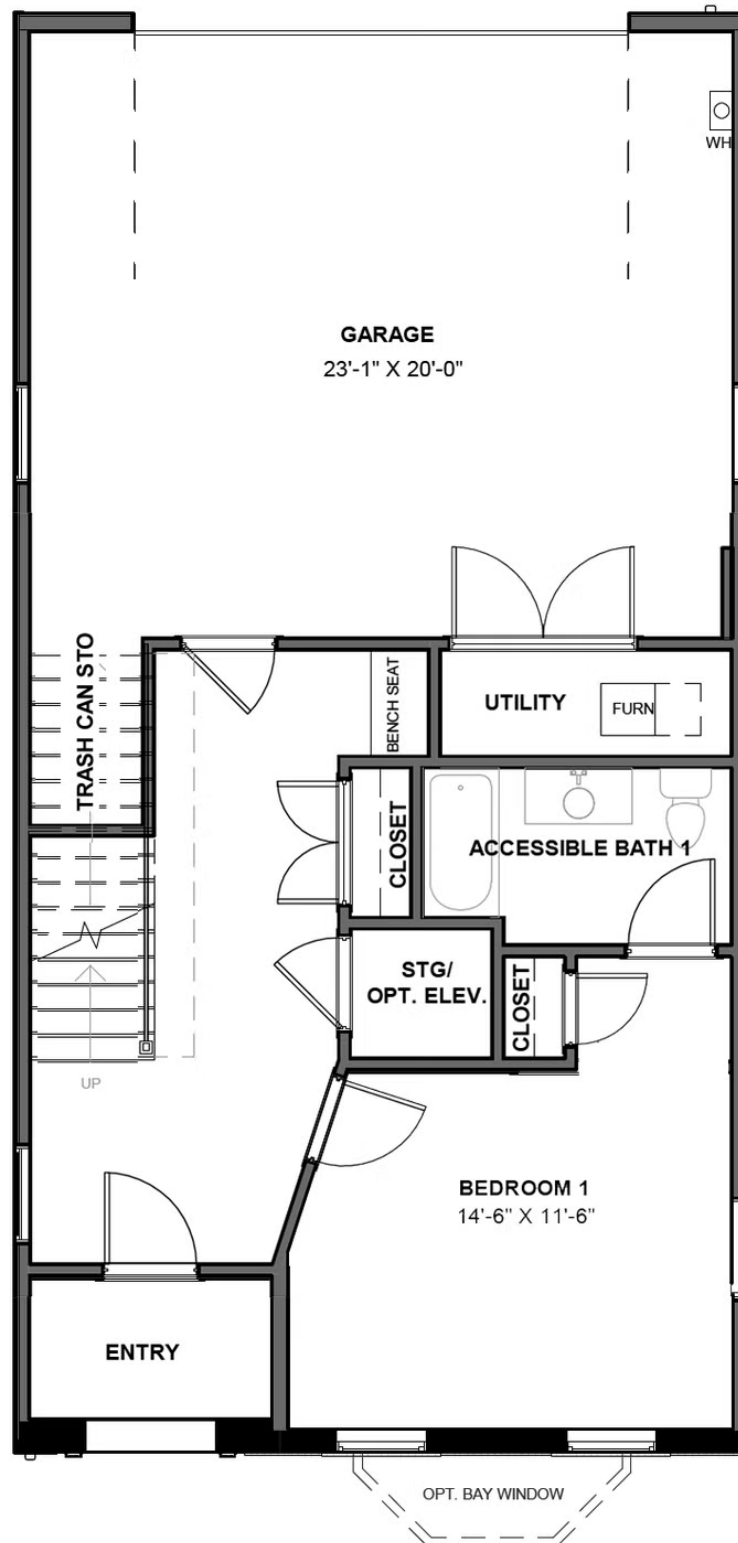 WH
GARAGE
23'-1" X 20'-0"
TRASH CAN STO
BENCH SEAT
UTILITY
FURN
CLOSET
ACCESSIBLE BATH 1
STG/
OPT. ELEV.
CLOSET
UP
BEDROOM 1
14'-6" X 11'-6"
ENTRY
OPT. BAY WINDOW